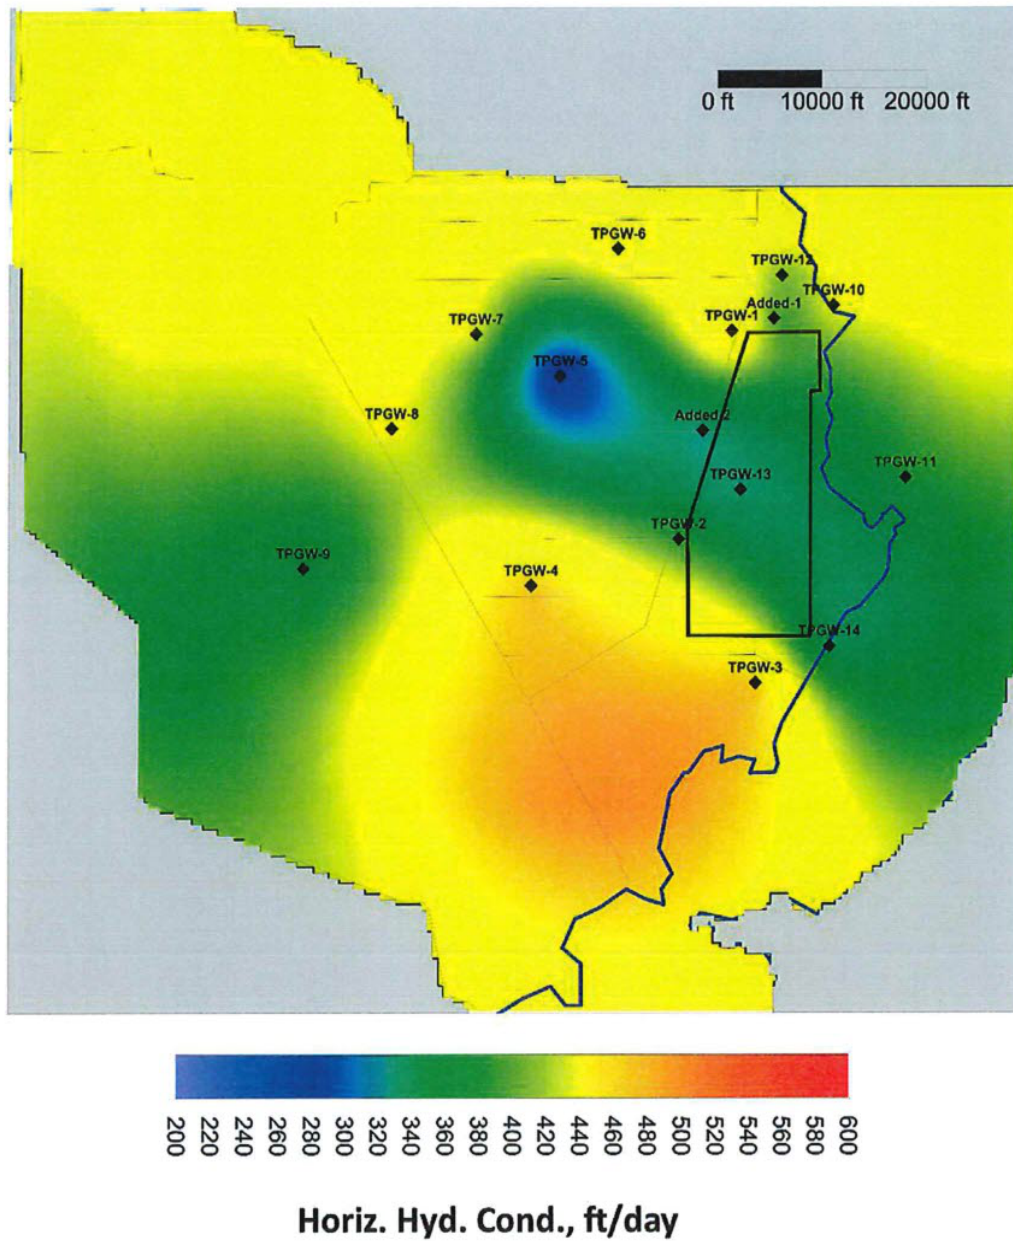 0 ft 10000 ft 20000 ft
TPGW-6
TPGW-12
TPGW-10
Added-1
TPGW-1
TPGW-7
TPGW-5
TPGW-8
Added-2
TPGW-11
TPGW-13
TPGW-2
TPGW-9
TPGW-4
TPGW-14
TPGW-3
200 220 240 260 280 300 320 340 360 380 400 420 440 460 480 500 520 540 560 580 600
Horiz. Hyd. Cond., ft/day